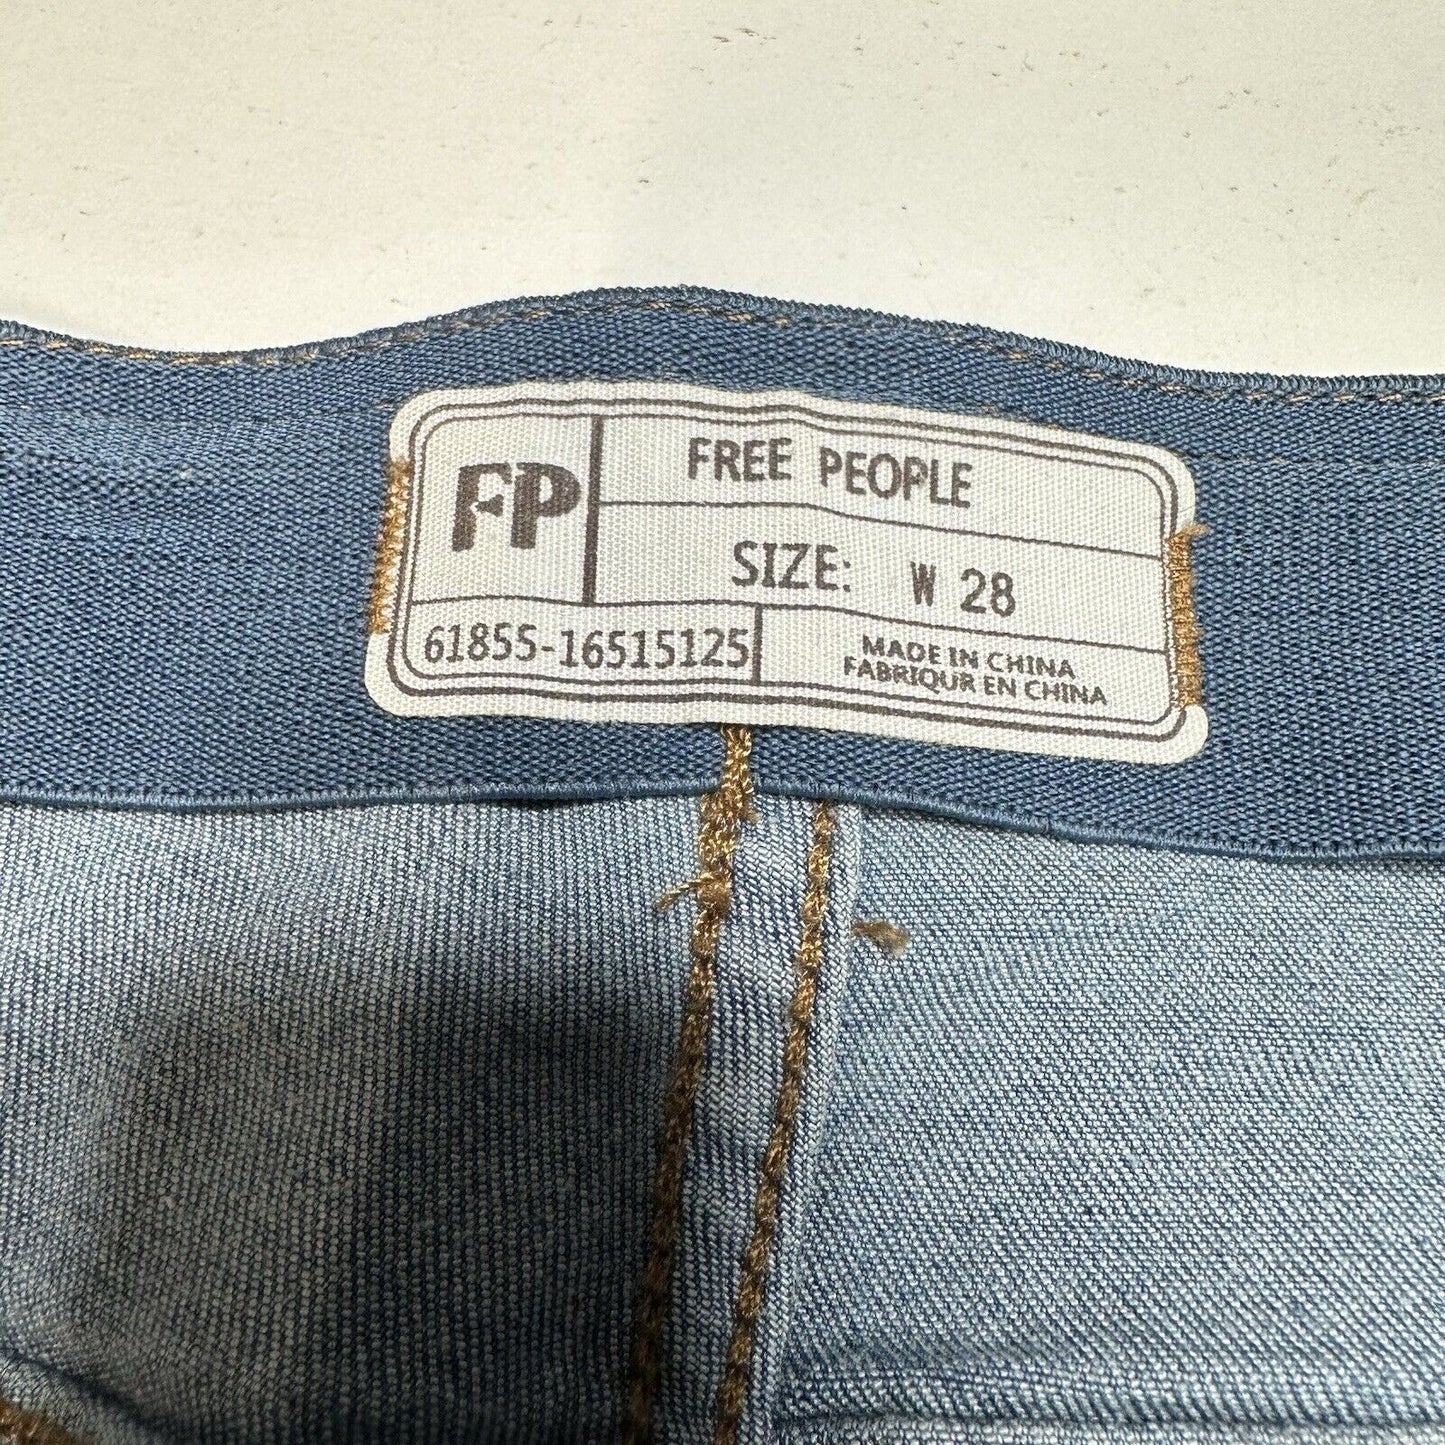 FP
FREE PEOPLE
SIZE: W 28
61855-16515125
MADE IN CHINA
FABRIQUR EN CHINA